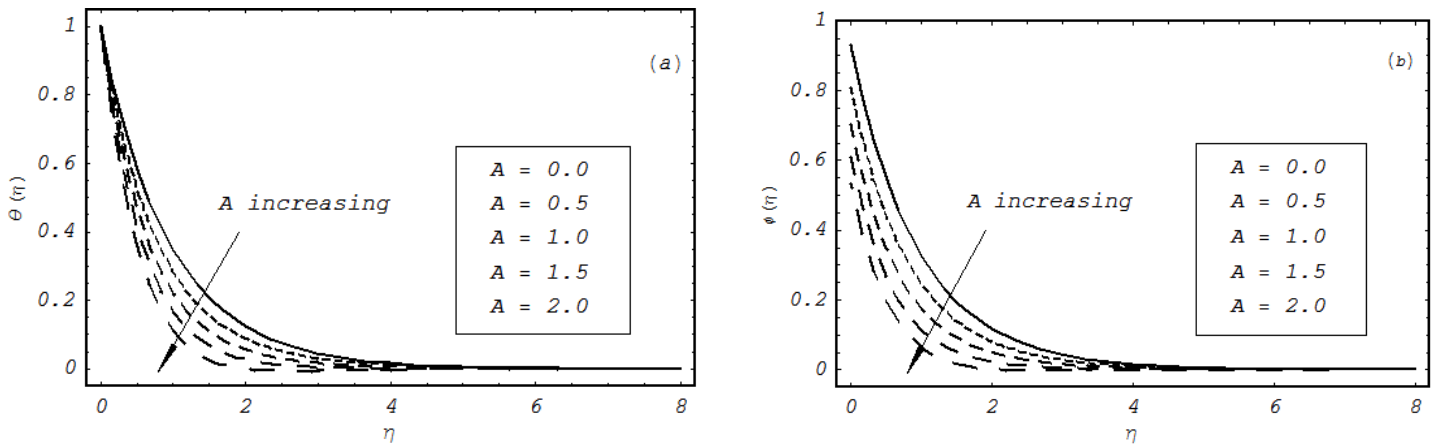 (a)
θ(η)
1
0.8
0.6
0.4
0.2
0
A increasing
A = 0.0
A = 0.5
A = 1.0
A = 1.5
A = 2.0
0 2 4 6 8
η
(b)
ϕ(η)
1
0.8
0.6
0.4
0.2
0
A increasing
A = 0.0
A = 0.5
A = 1.0
A = 1.5
A = 2.0
0 2 4 6 8
η